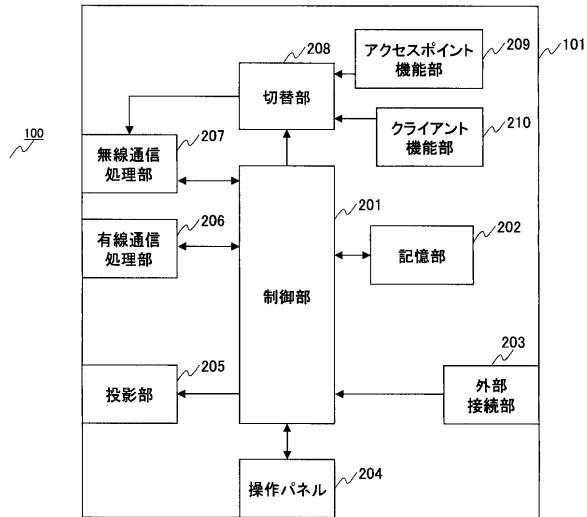 208
アクセスポイント
機能部
209
101
切替部
クライアント
機能部
210
100
無線通信
処理部
207
201
有線通信
処理部
206
記憶部
202
制御部
投影部
205
203
外部
接続部
操作パネル
204